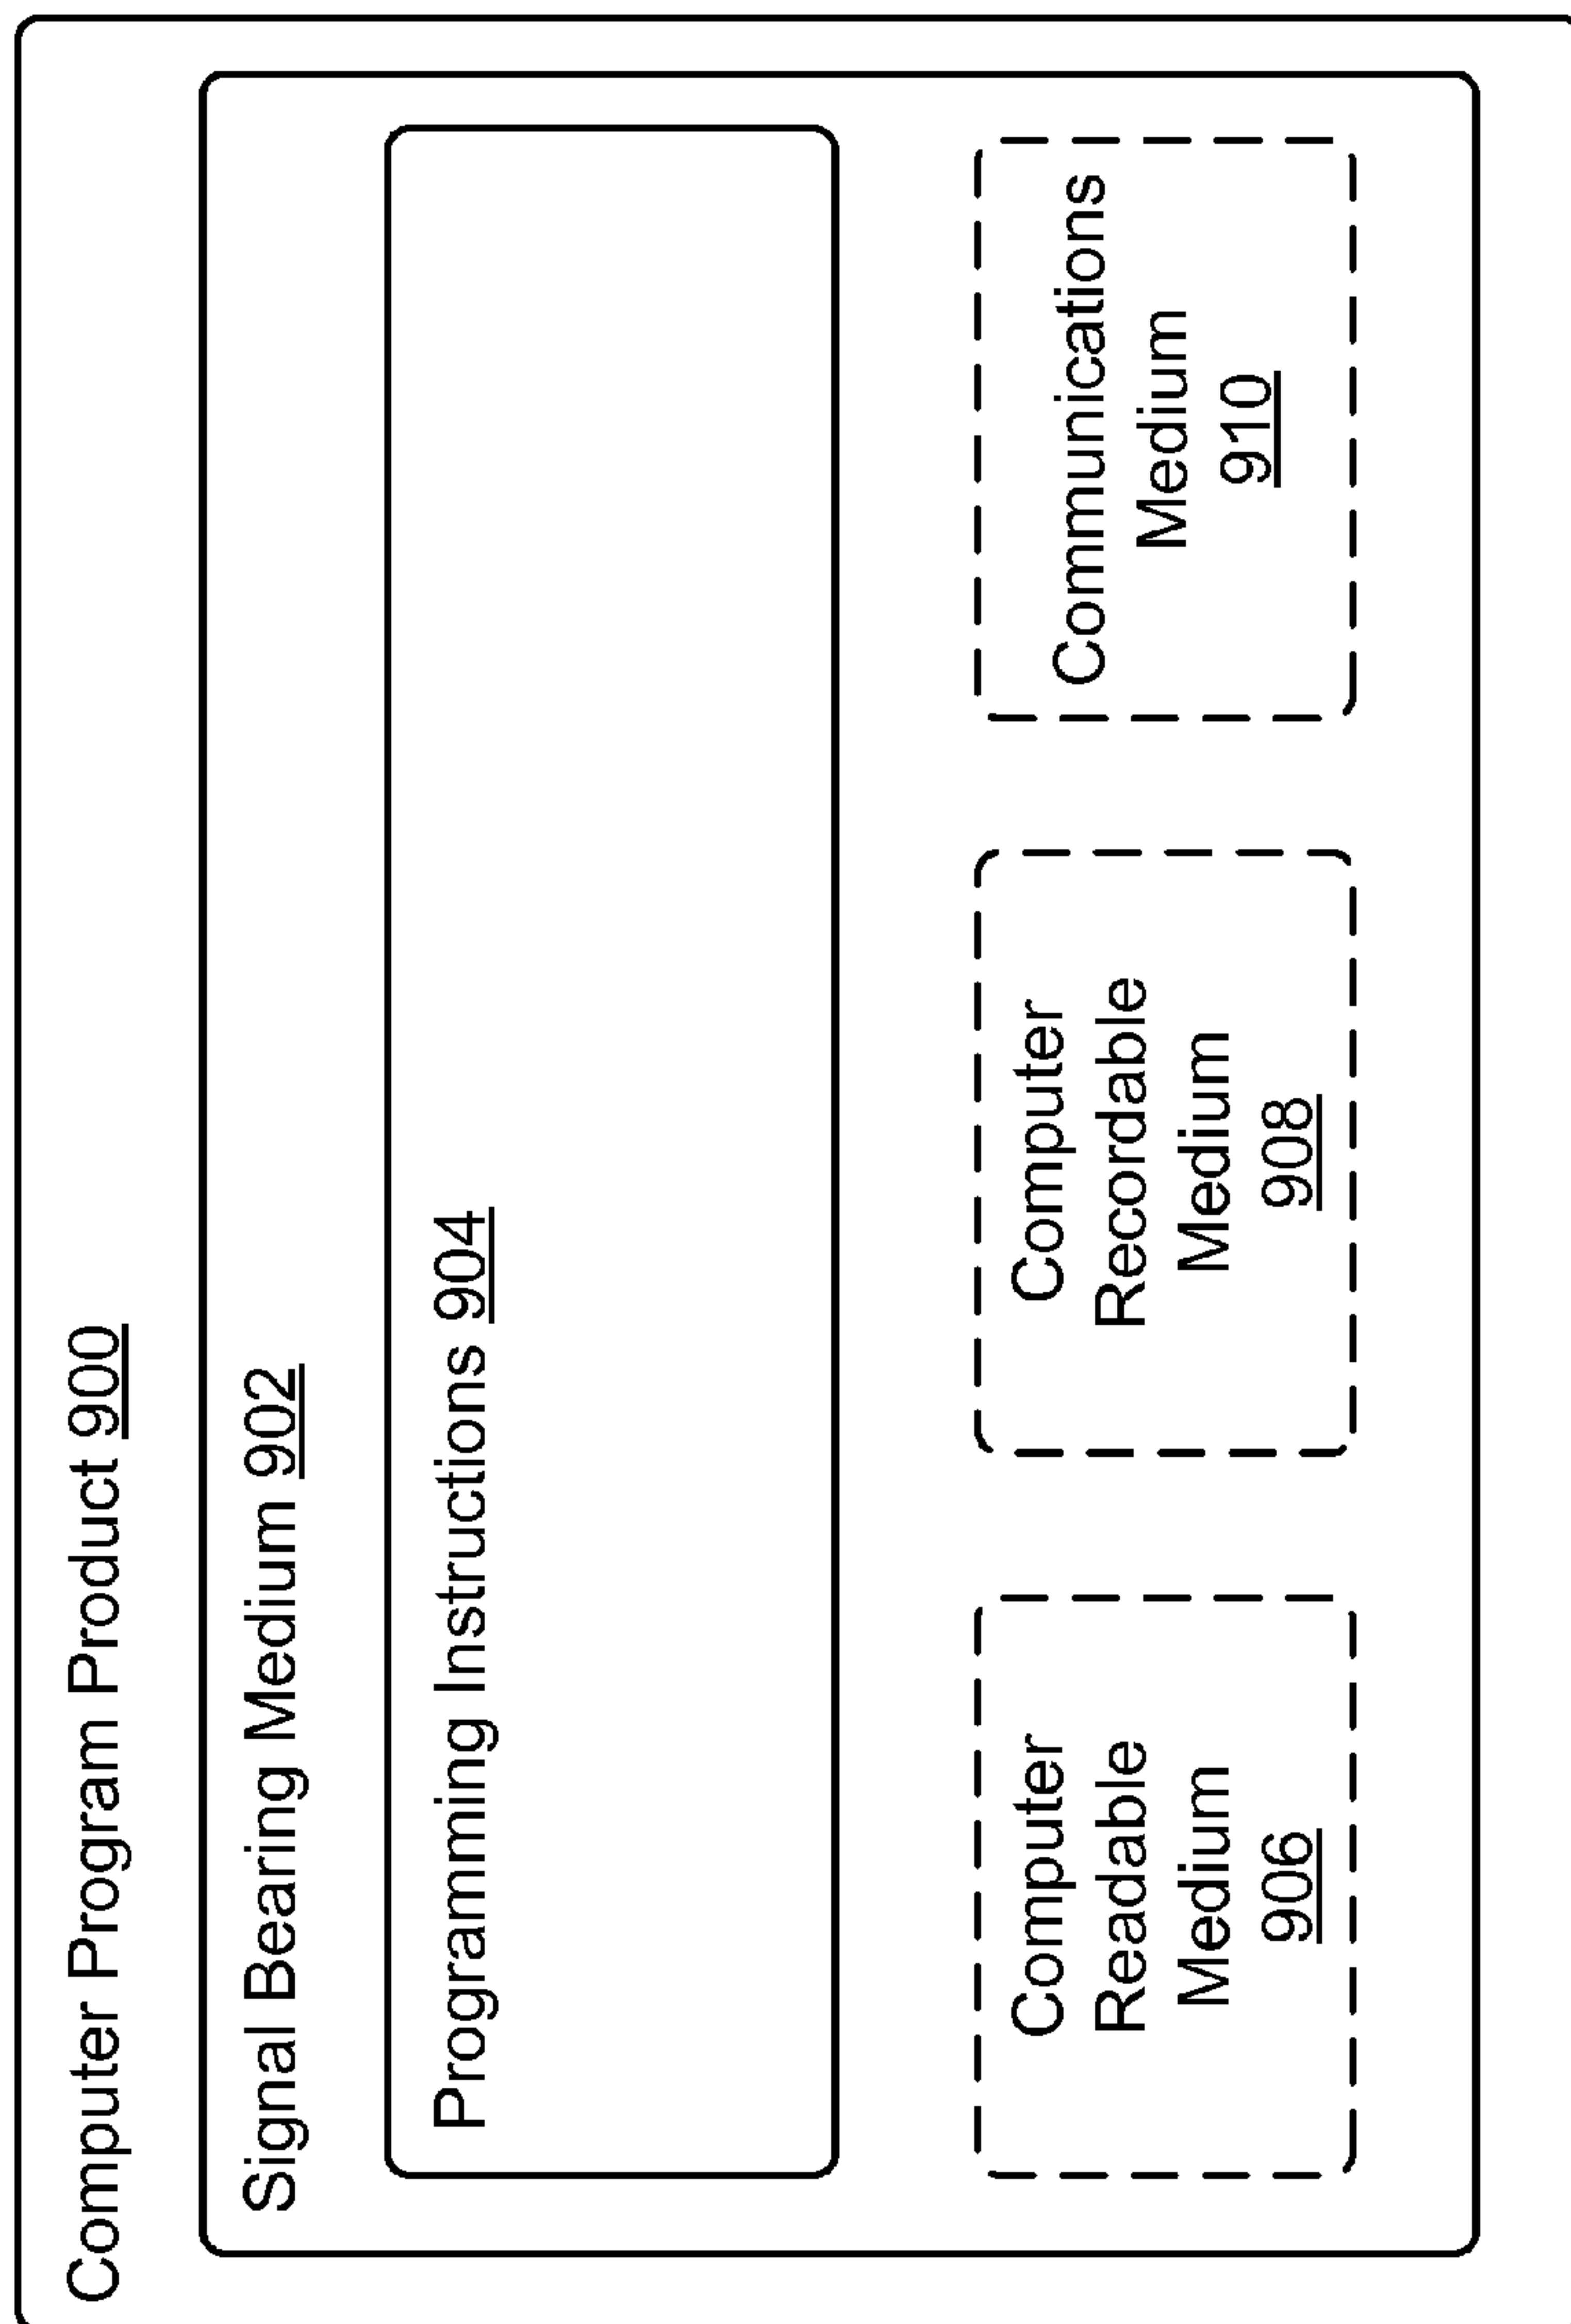 Computer Program Product 900
Signal Bearing Medium 902
Programming Instructions 904
Computer
Readable
Medium
906
Computer
Recordable
Medium
908
Communications
Medium
910